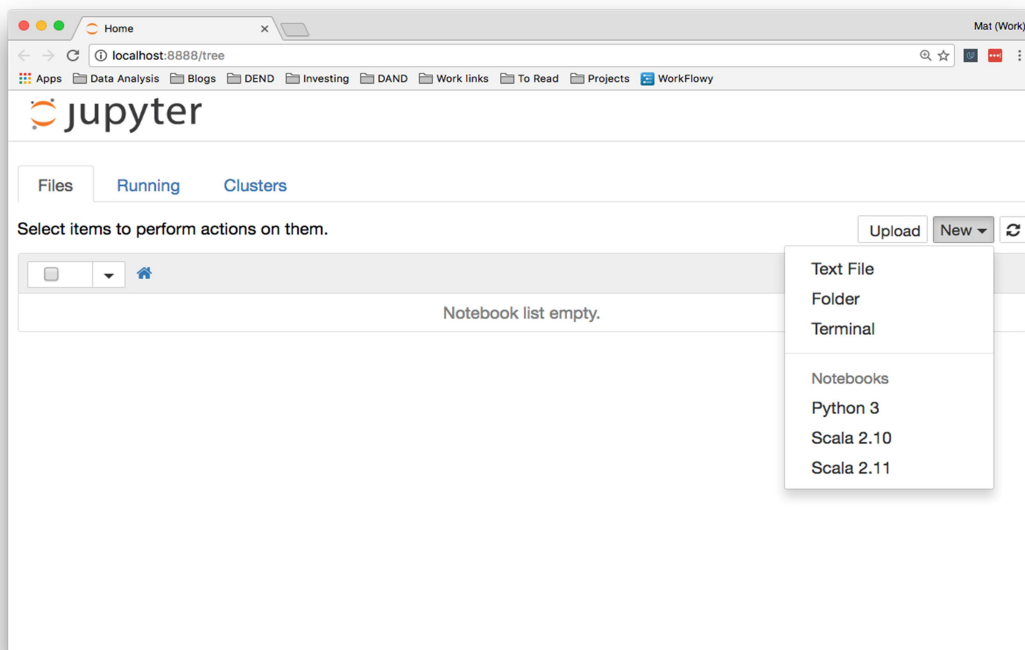 Home
Mat (Work)
localhost:8888/tree
Apps Data Analysis Blogs DEND Investing DAND Work links To Read Projects WorkFlowy
jupyter
Files Running Clusters
Select items to perform actions on them.
Upload New
Text File
Folder
Terminal
Notebook list empty.
Notebooks
Python 3
Scala 2.10
Scala 2.11